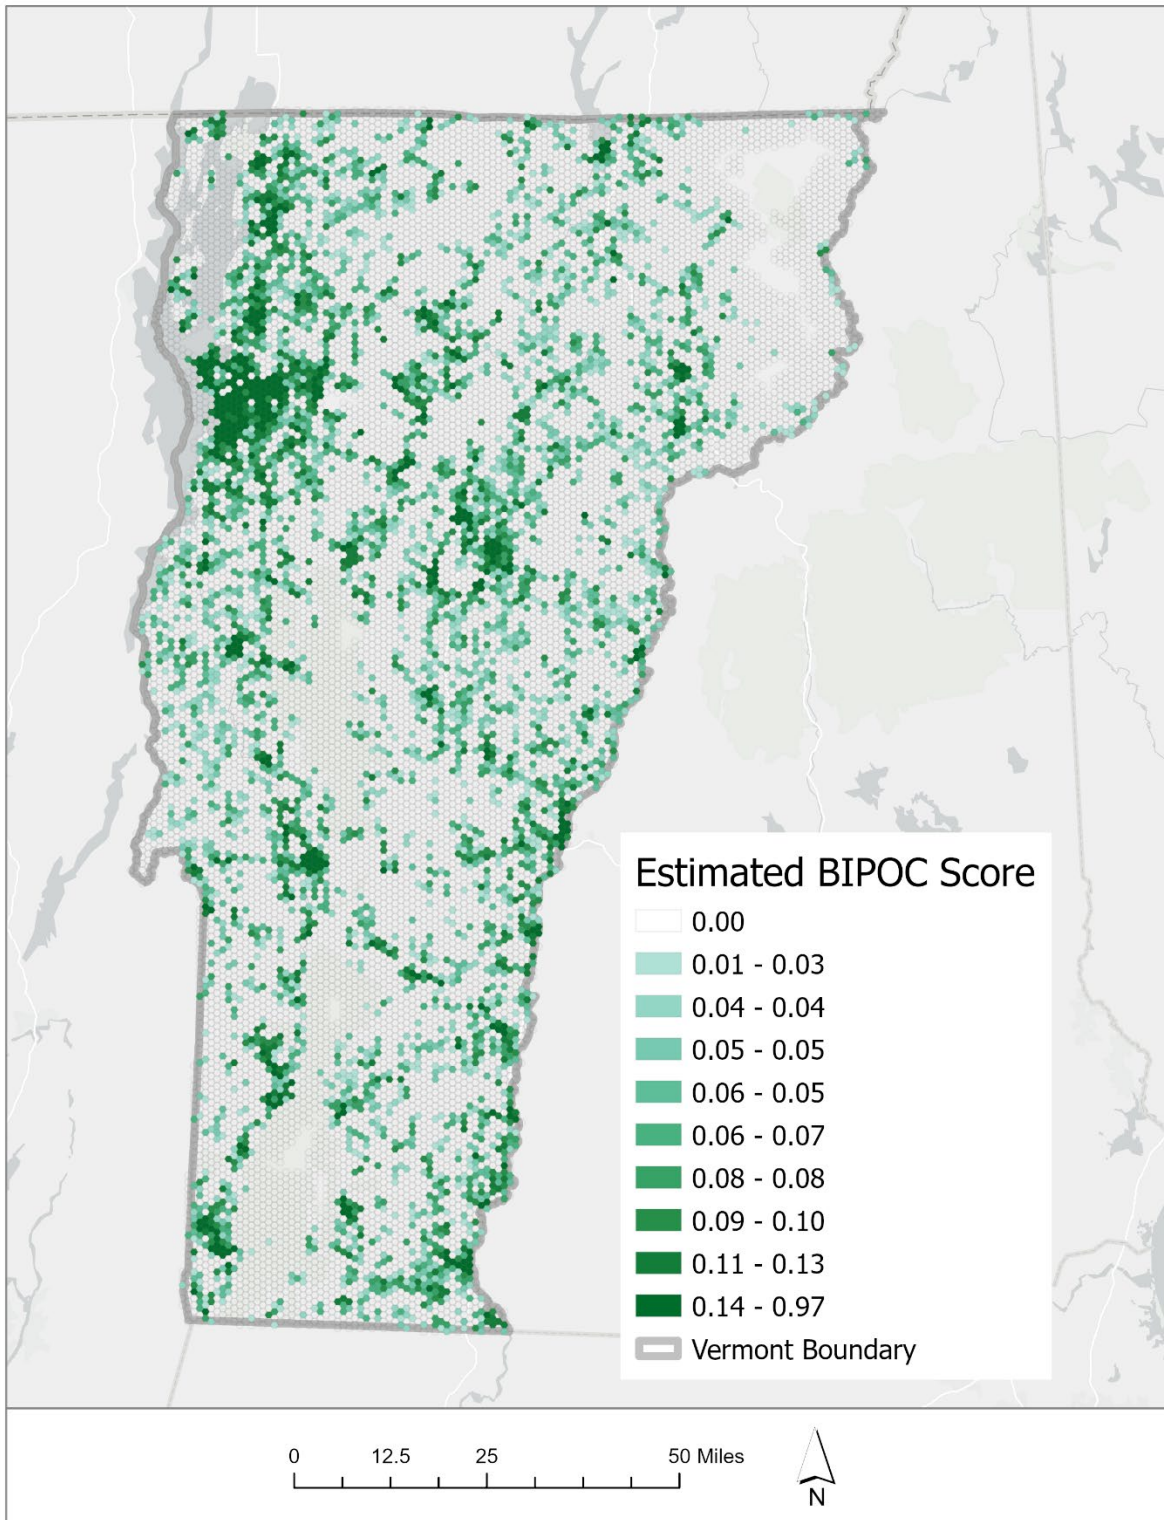 Estimated BIPOC Score
0.00
0.01 - 0.03
0.04 - 0.04
0.05 - 0.05
0.06 - 0.05
0.06 - 0.07
0.08 - 0.08
0.09 - 0.10
0.11 - 0.13
0.14 - 0.97
Vermont Boundary
0 12.5 25 50 Miles
N